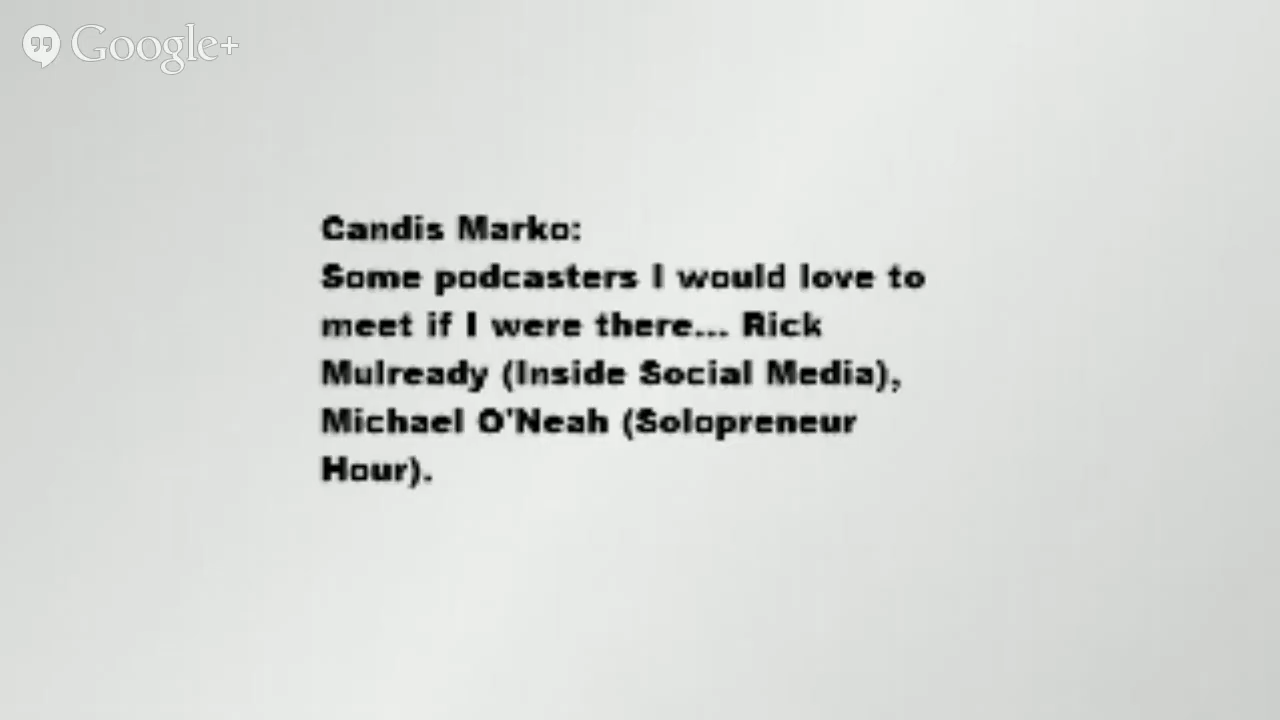 Google+
Candis Marko:
Some podcasters I would love to
meet if I were there... Rick
Mulready (Inside Social Media),
Michael O'Neah (Solopreneur
Hour).